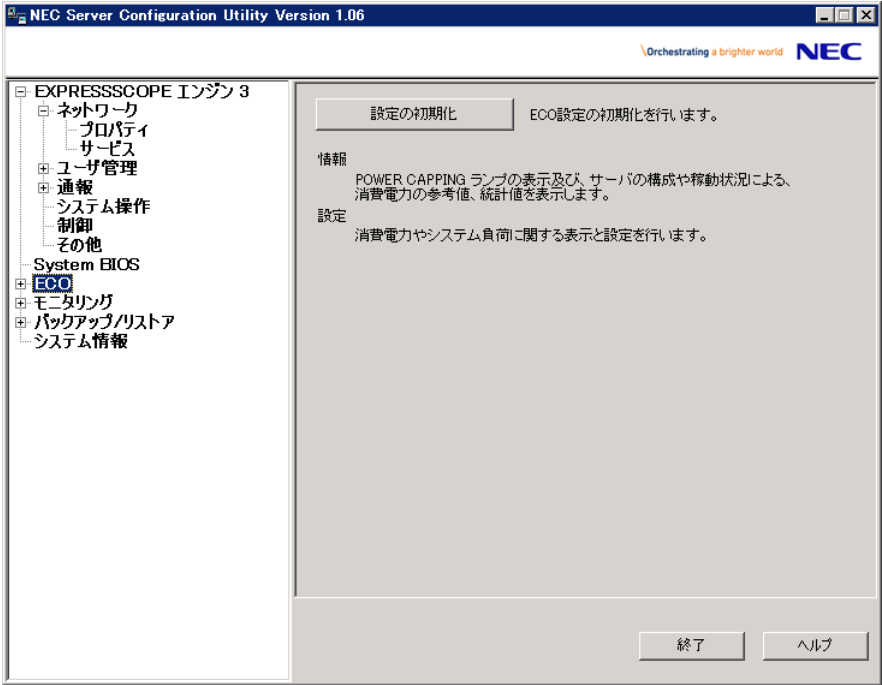 NEC Server Configuration Utility Version 1.06
\Orchestrating a brighter world NEC
EXPRESSSCOPE エンジン 3
ネットワーク
プロパティ
サービス
ユーザ管理
通報
システム操作
制御
その他
System BIOS
ECO
モニタリング
バックアップ/リストア
システム情報
設定の初期化 ECO設定の初期化を行います。
情報
POWER CAPPING ランプの表示及び、サーバの構成や稼動状況による、
消費電力の参考値、統計値を表示します。
設定
消費電力やシステム負荷に関する表示と設定を行います。
終了 ヘルプ